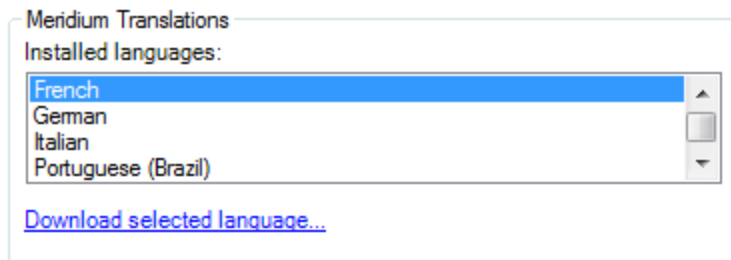 Meridium Translations
Installed languages:
French
German
Italian
Portuguese (Brazil)
Download selected language...